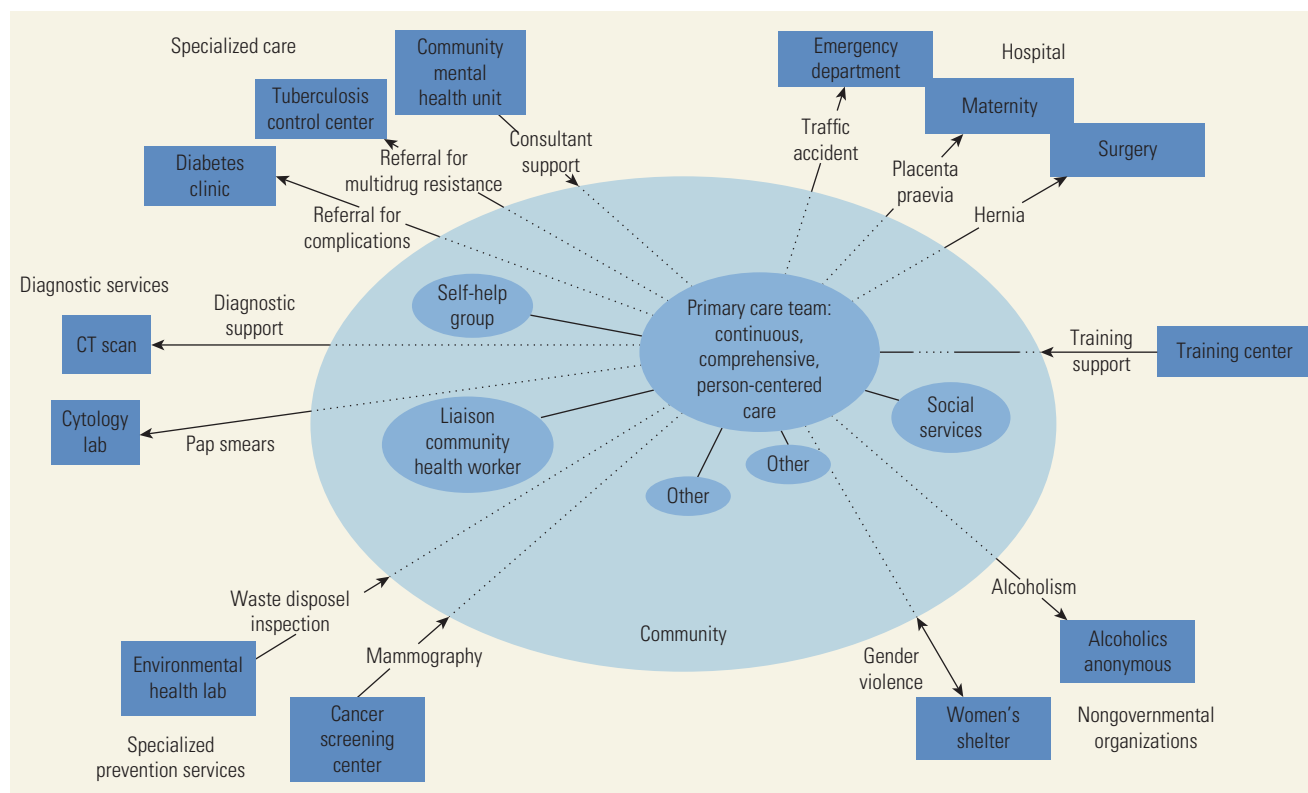 Specialized care
Community
mental
health unit
Tuberculosis
control center
Diabetes
clinic
Consultant
support
Referral for
multidrug resistance
Referral for
complications
Emergency
department
Hospital
Maternity
Surgery
Traffic
accident
Placenta
praevia
Hernia
Diagnostic services
CT scan
Diagnostic
support
Cytology
lab
Pap smears
Self-help
group
Primary care team:
continuous,
comprehensive,
person-centered
care
Training
support
Training center
Liaison
community
health worker
Social
services
Other
Other
Community
Waste disposel
inspection
Environmental
health lab
Mammography
Cancer
screening
center
Specialized
prevention services
Gender
violence
Women's
shelter
Alcoholism
Alcoholics
anonymous
Nongovernmental
organizations